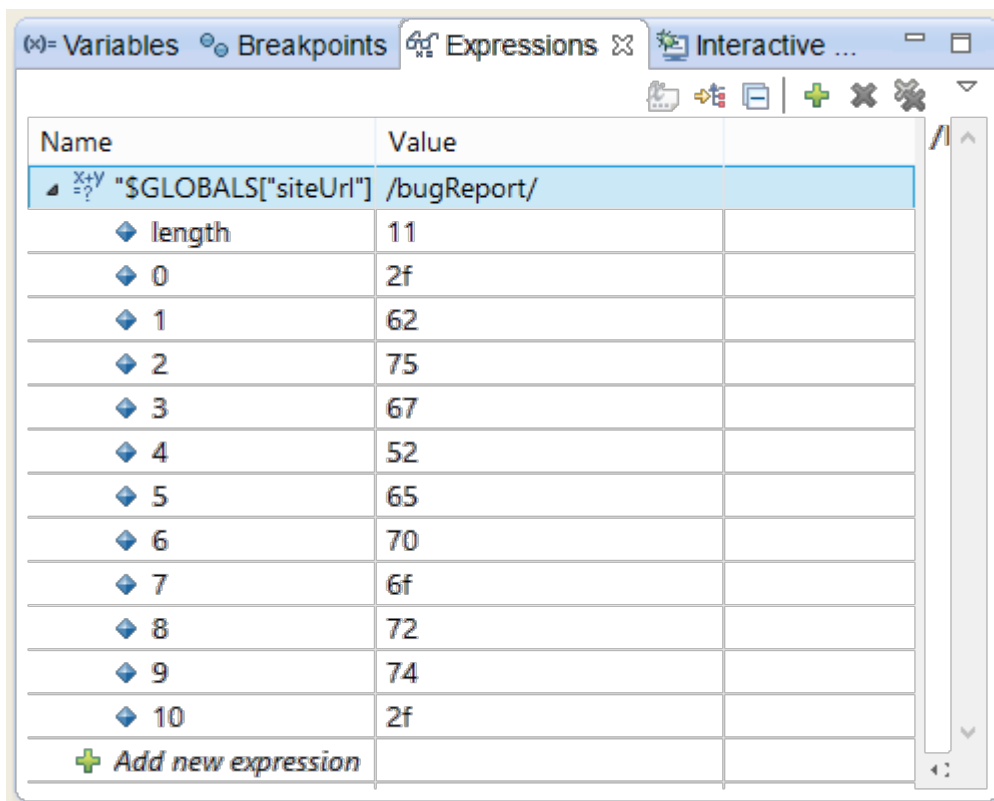 (x)= Variables Breakpoints Expressions Interactive ...
Name Value
X+Y=? "$GLOBALS["siteUrl"] /bugReport/
length 11
0 2f
1 62
2 75
3 67
4 52
5 65
6 70
7 6f
8 72
9 74
10 2f
Add new expression